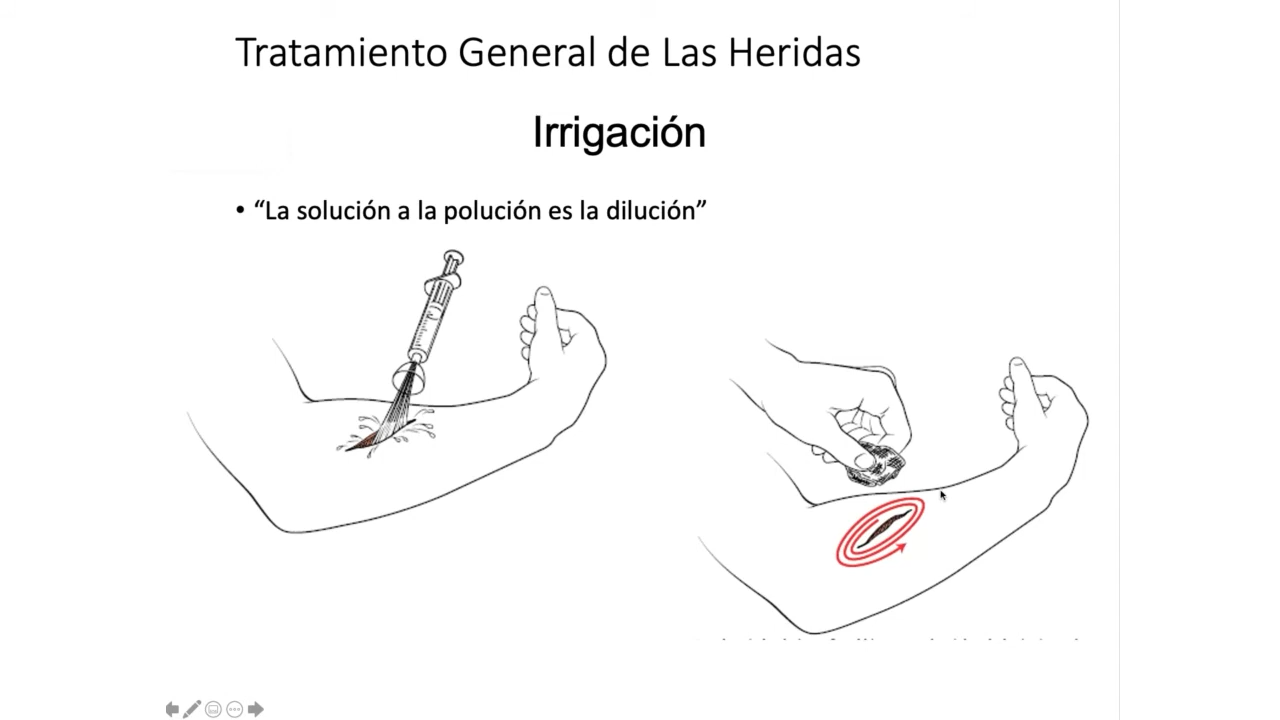 Tratamiento General de Las Heridas
Irrigación
• “La solución a la polución es la dilución”